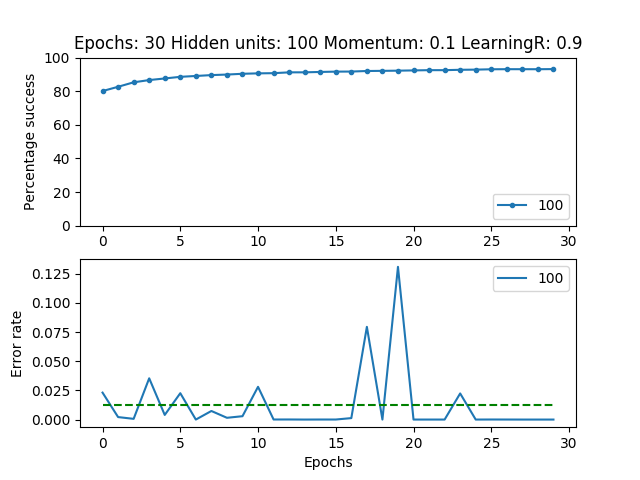 Epochs: 30 Hidden units: 100 Momentum: 0.1 LearningR: 0.9
100
80
60
40
20
0
Percentage success
100
0 5 10 15 20 25 30
0.125
0.100
0.075
0.050
0.025
0.000
Error rate
100
0 5 10 15 20 25 30
Epochs